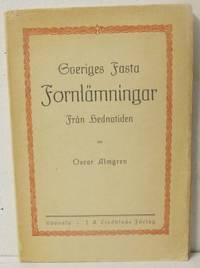 Sveriges Fasta
Fornlämningar
Från Hednatiden
av
Oscar Almgren
Uppsala - J A Lindblads Förlag